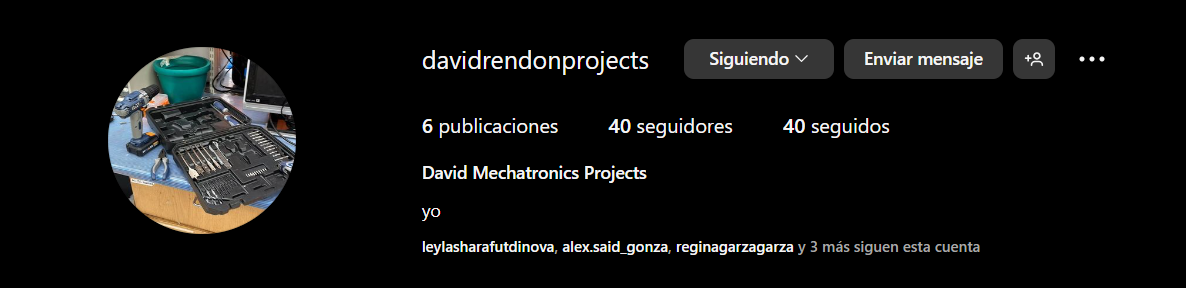 davidrendonprojects Siguiendo Enviar mensaje
6 publicaciones 40 seguidores 40 seguidos
David Mechatronics Projects
yo
leylasharafutdinova, alex.said_gonza, reginagarzagarza y 3 más siguen esta cuenta